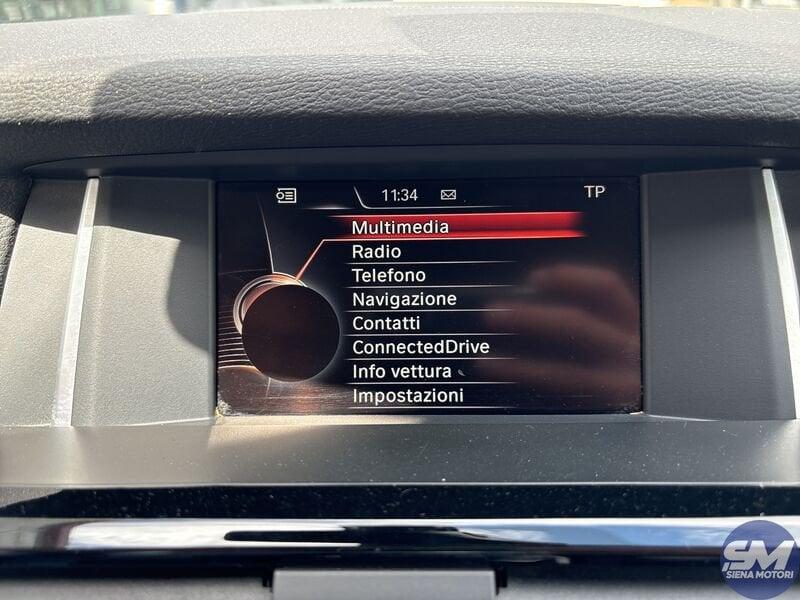 11:34
TP
Multimedia
Radio
Telefono
Navigazione
Contatti
ConnectedDrive
Info vettura
Impostazioni
SM
SIENA MOTORI